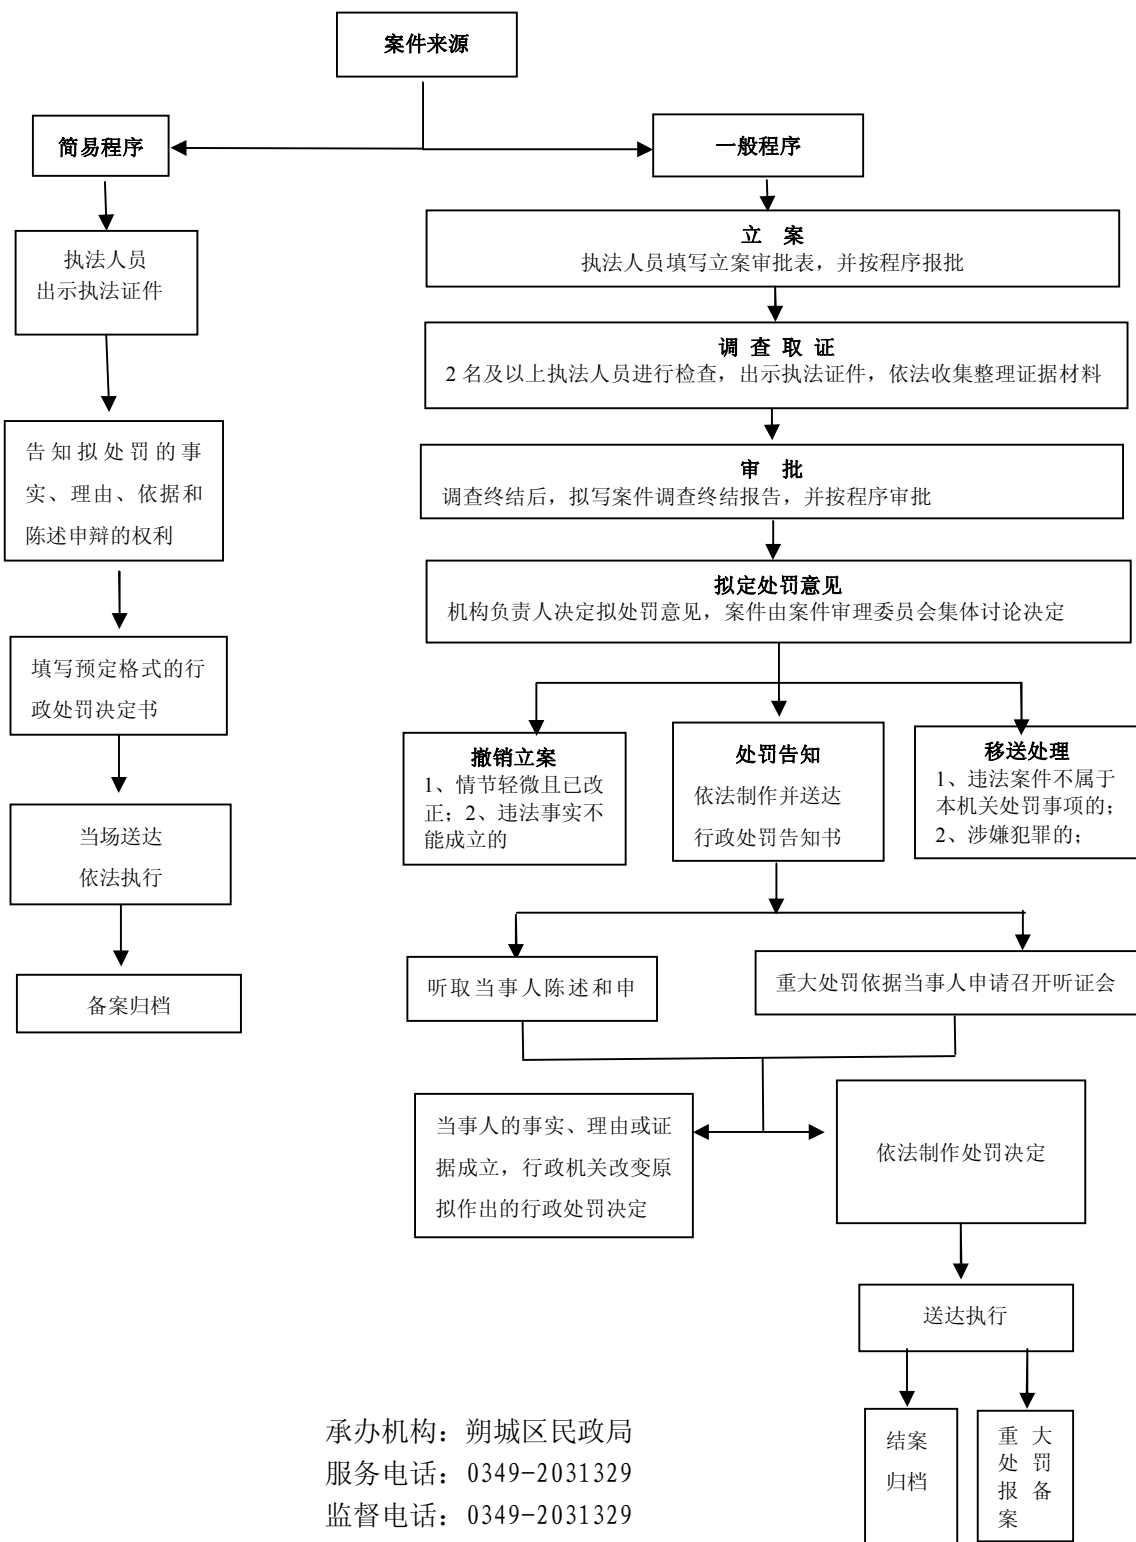 案件来源
简易程序
一般程序
执法人员
出示执法证件
告知拟处罚的事
实、理由、依据和
陈述申辩的权利
填写预定格式的行
政处罚决定书
当场送达
依法执行
备案归档
立 案
执法人员填写立案审批表，并按程序报批
调 查 取 证
2 名及以上执法人员进行检查，出示执法证件，依法收集整理证据材料
审 批
调查终结后，拟写案件调查终结报告，并按程序审批
拟定处罚意见
机构负责人决定拟处罚意见，案件由案件审理委员会集体讨论决定
撤销立案
1、情节轻微且已改
正；2、违法事实不
能成立的
处罚告知
依法制作并送达
行政处罚告知书
移送处理
1、违法案件不属于
本机关处罚事项的；
2、涉嫌犯罪的；
听取当事人陈述和申
重大处罚依据当事人申请召开听证会
当事人的事实、理由或证
据成立，行政机关改变原
拟作出的行政处罚决定
依法制作处罚决定
送达执行
结案
归档
重 大
处 罚
报 备
案
承办机构：朔城区民政局
服务电话：0349-2031329
监督电话：0349-2031329